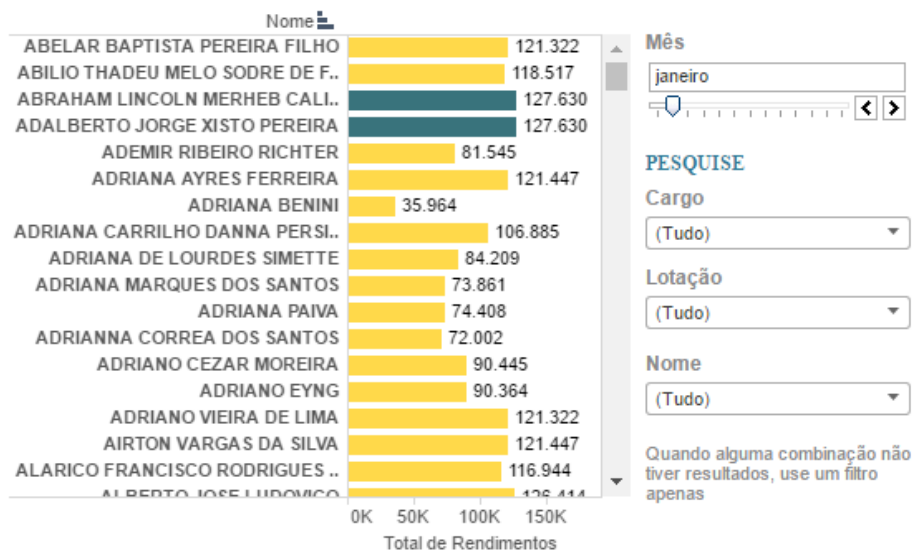 Nome
ABELAR BAPTISTA PEREIRA FILHO 121.322
ABILIO THADEU MELO SODRE DE F.. 118.517
ABRAHAM LINCOLN MERHEB CALI.. 127.630
ADALBERTO JORGE XISTO PEREIRA 127.630
ADEMIR RIBEIRO RICHTER 81.545
ADRIANA AYRES FERREIRA 121.447
ADRIANA BENINI 35.964
ADRIANA CARRILHO DANNA PERSI.. 106.885
ADRIANA DE LOURDES SIMETTE 84.209
ADRIANA MARQUES DOS SANTOS 73.861
ADRIANA PAIVA 74.408
ADRIANNA CORREA DOS SANTOS 72.002
ADRIANO CEZAR MOREIRA 90.445
ADRIANO EYNG 90.364
ADRIANO VIEIRA DE LIMA 121.322
AIRTON VARGAS DA SILVA 121.447
ALARICO FRANCISCO RODRIGUES .. 116.944
ALBERTO JOSE LUDOVICO 126.414
0K 50K 100K 150K
Total de Rendimentos
Mês
janeiro
PESQUISE
Cargo
(Tudo)
Lotação
(Tudo)
Nome
(Tudo)
Quando alguma combinação não
tiver resultados, use um filtro
apenas